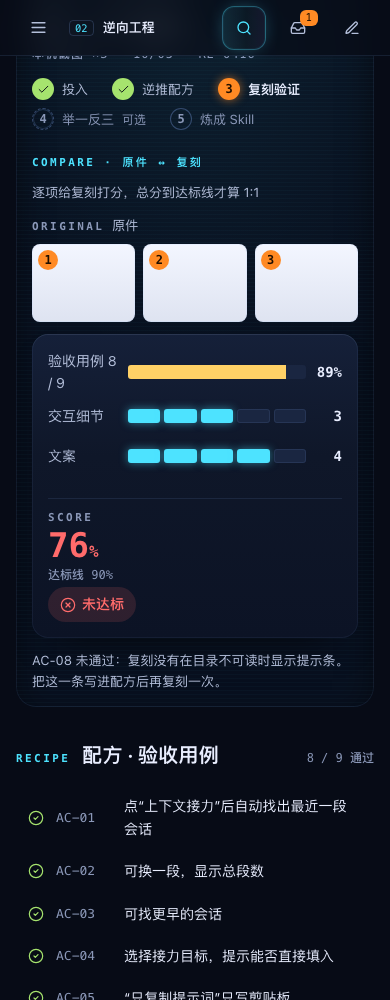 02 逆向工程
1
投入 逆推配方 3 复刻验证
4 举一反三 可选 5 炼成 Skill
COMPARE · 原件 ↔ 复刻
逐项给复刻打分，总分到达标线才算 1:1
ORIGINAL 原件
1 2 3
验收用例 8 / 9 89%
交互细节 3
文案 4
SCORE
76%
达标线 90%
未达标
AC-08 未通过：复刻没有在目录不可读时显示提示条。
把这一条写进配方后再复刻一次。
RECIPE 配方 · 验收用例 8 / 9 通过
AC-01 点“上下文接力”后自动找出最近一段
会话
AC-02 可换一段，显示总段数
AC-03 可找更早的会话
AC-04 选择接力目标，提示能否直接填入
AC-05 “只复制提示词”只写剪贴板